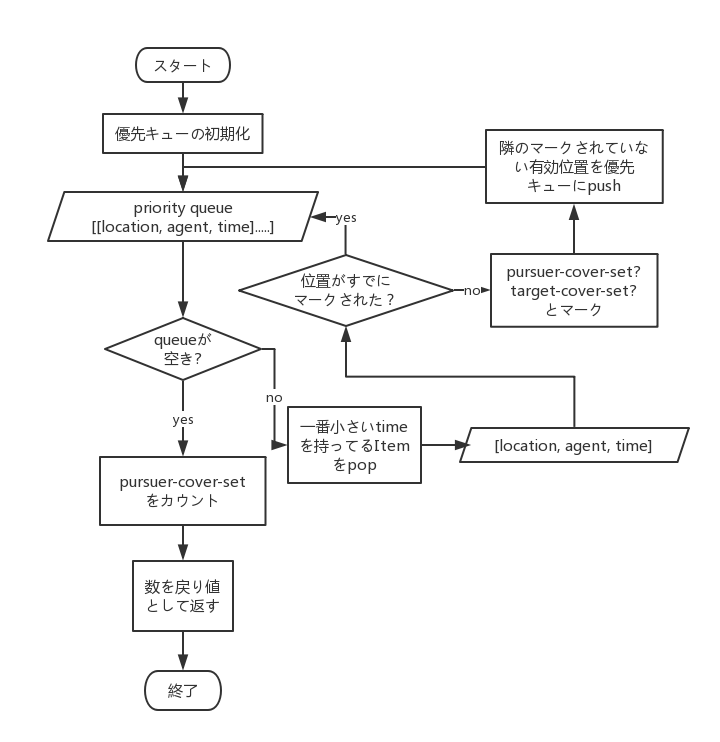 スタート
優先キューの初期化
隣のマークされていな
い有効位置を優先
キューにpush
priority queue
[[location, agent, time].....]
yes
位置がすでに
マークされた？
no
pursuer-cover-set?
target-cover-set?
とマーク
queueが
空き?
no
yes
一番小さいtime
を持ってるItem
をpop
[location, agent, time]
pursuer-cover-set
をカウント
数を戻り値
として返す
終了